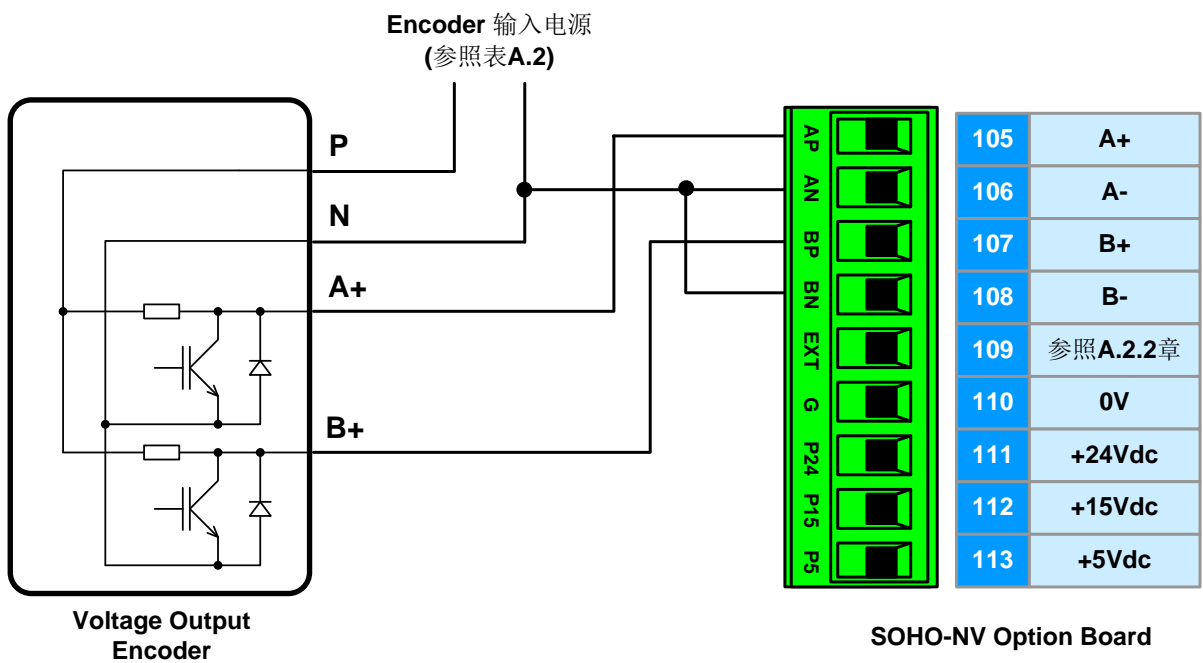 Encoder 输入电源
(参照表A.2)
P
N
A+
B+
Voltage Output
Encoder
AP
AN
BP
BN
EXT
G
P24
P15
P5
105 A+
106 A-
107 B+
108 B-
109 参照A.2.2章
110 0V
111 +24Vdc
112 +15Vdc
113 +5Vdc
SOHO-NV Option Board